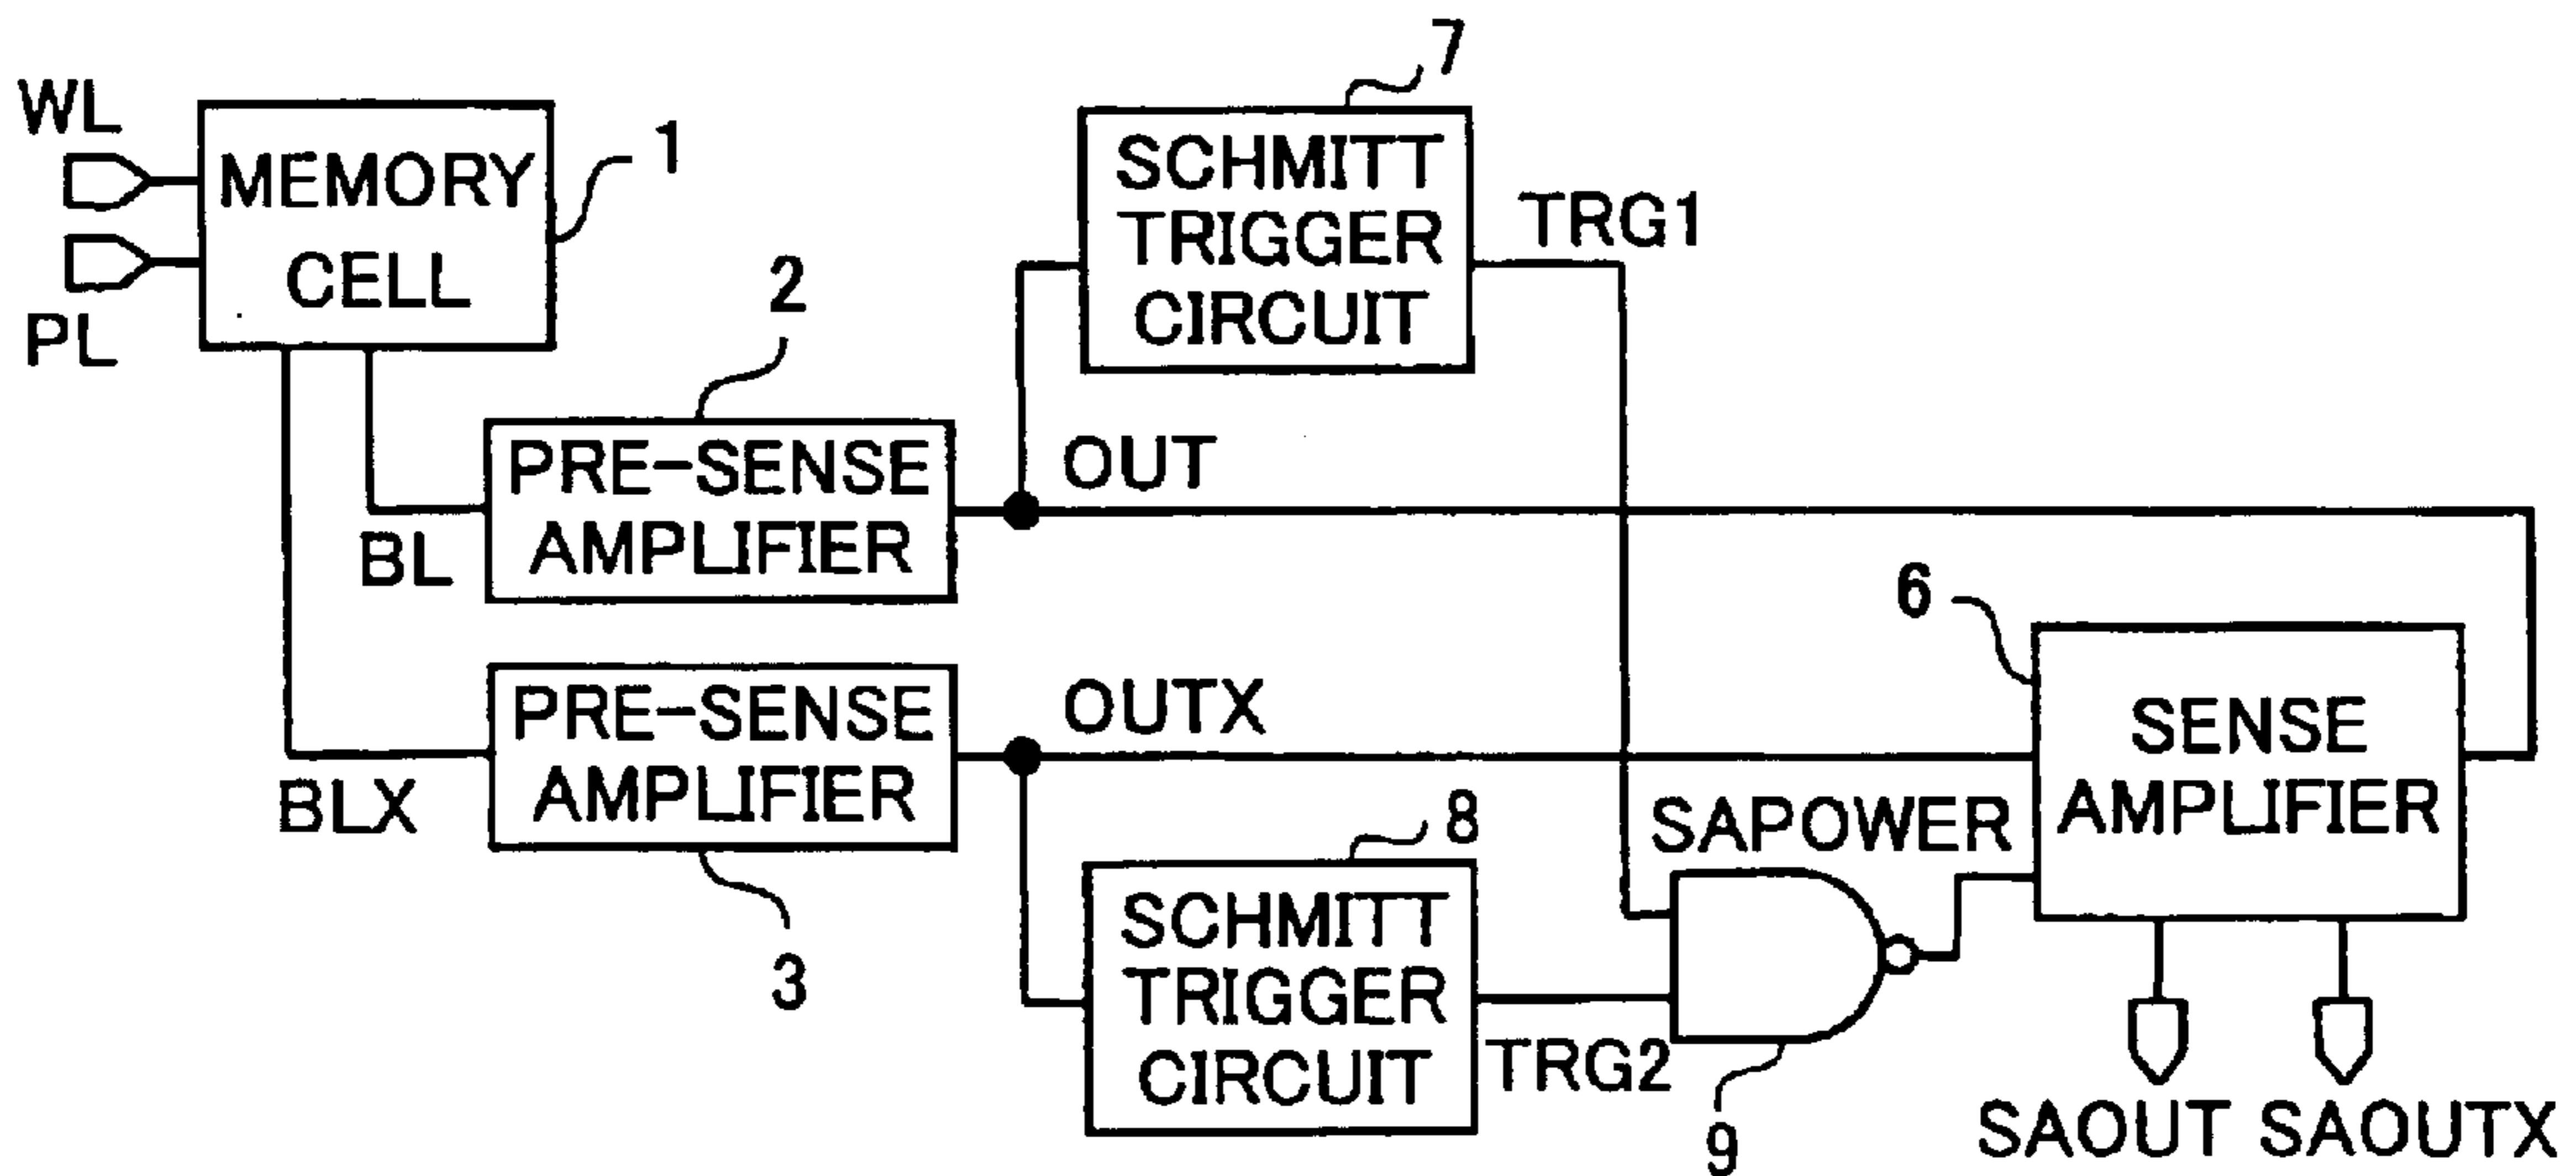 WL
PL
MEMORY
CELL
1
2
PRE-SENSE
AMPLIFIER
BL
BLX
PRE-SENSE
AMPLIFIER
3
7
SCHMITT
TRIGGER
CIRCUIT
TRG1
OUT
OUTX
8
SCHMITT
TRIGGER
CIRCUIT
TRG2
SAPOWER
9
6
SENSE
AMPLIFIER
SAOUT
SAOUTX